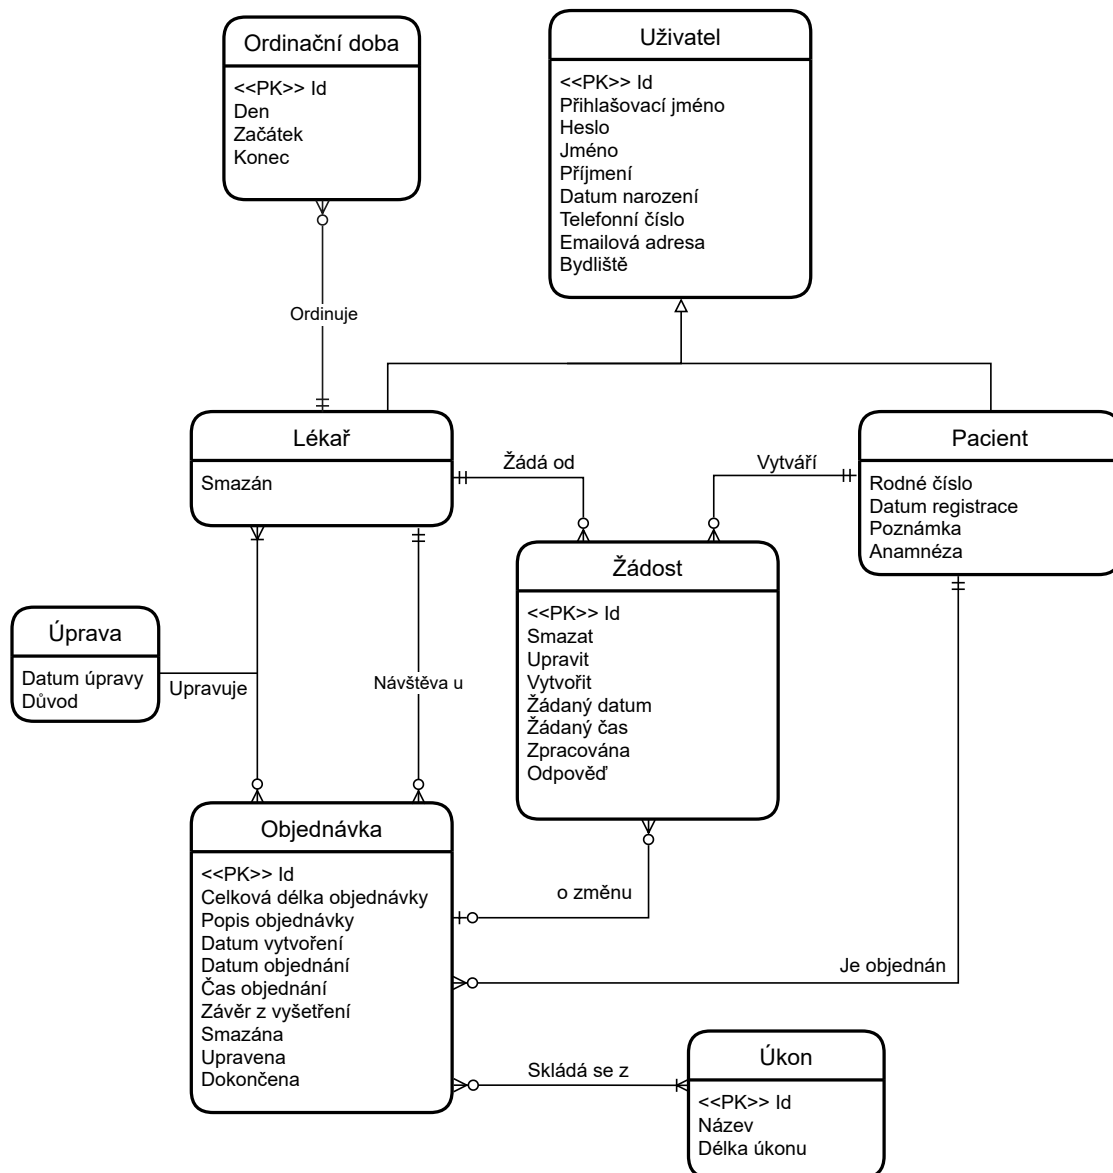 Ordinační doba
<<PK>> Id
Den
Začátek
Konec
Uživatel
<<PK>> Id
Přihlašovací jméno
Heslo
Jméno
Příjmení
Datum narození
Telefonní číslo
Emailová adresa
Bydliště
Ordinuje
Lékař
Smazán
Žádá od
Vytváří
Pacient
Rodné číslo
Datum registrace
Poznámka
Anamnéza
Žádost
<<PK>> Id
Smazat
Upravit
Vytvořit
Žádaný datum
Žádaný čas
Zpracována
Odpověď
Úprava
Datum úpravy
Důvod
Upravuje
Návštěva u
Objednávka
<<PK>> Id
Celková délka objednávky
Popis objednávky
Datum vytvoření
Datum objednání
Čas objednání
Závěr z vyšetření
Smazána
Upravena
Dokončena
o změnu
Je objednán
Skládá se z
Úkon
<<PK>> Id
Název
Délka úkonu